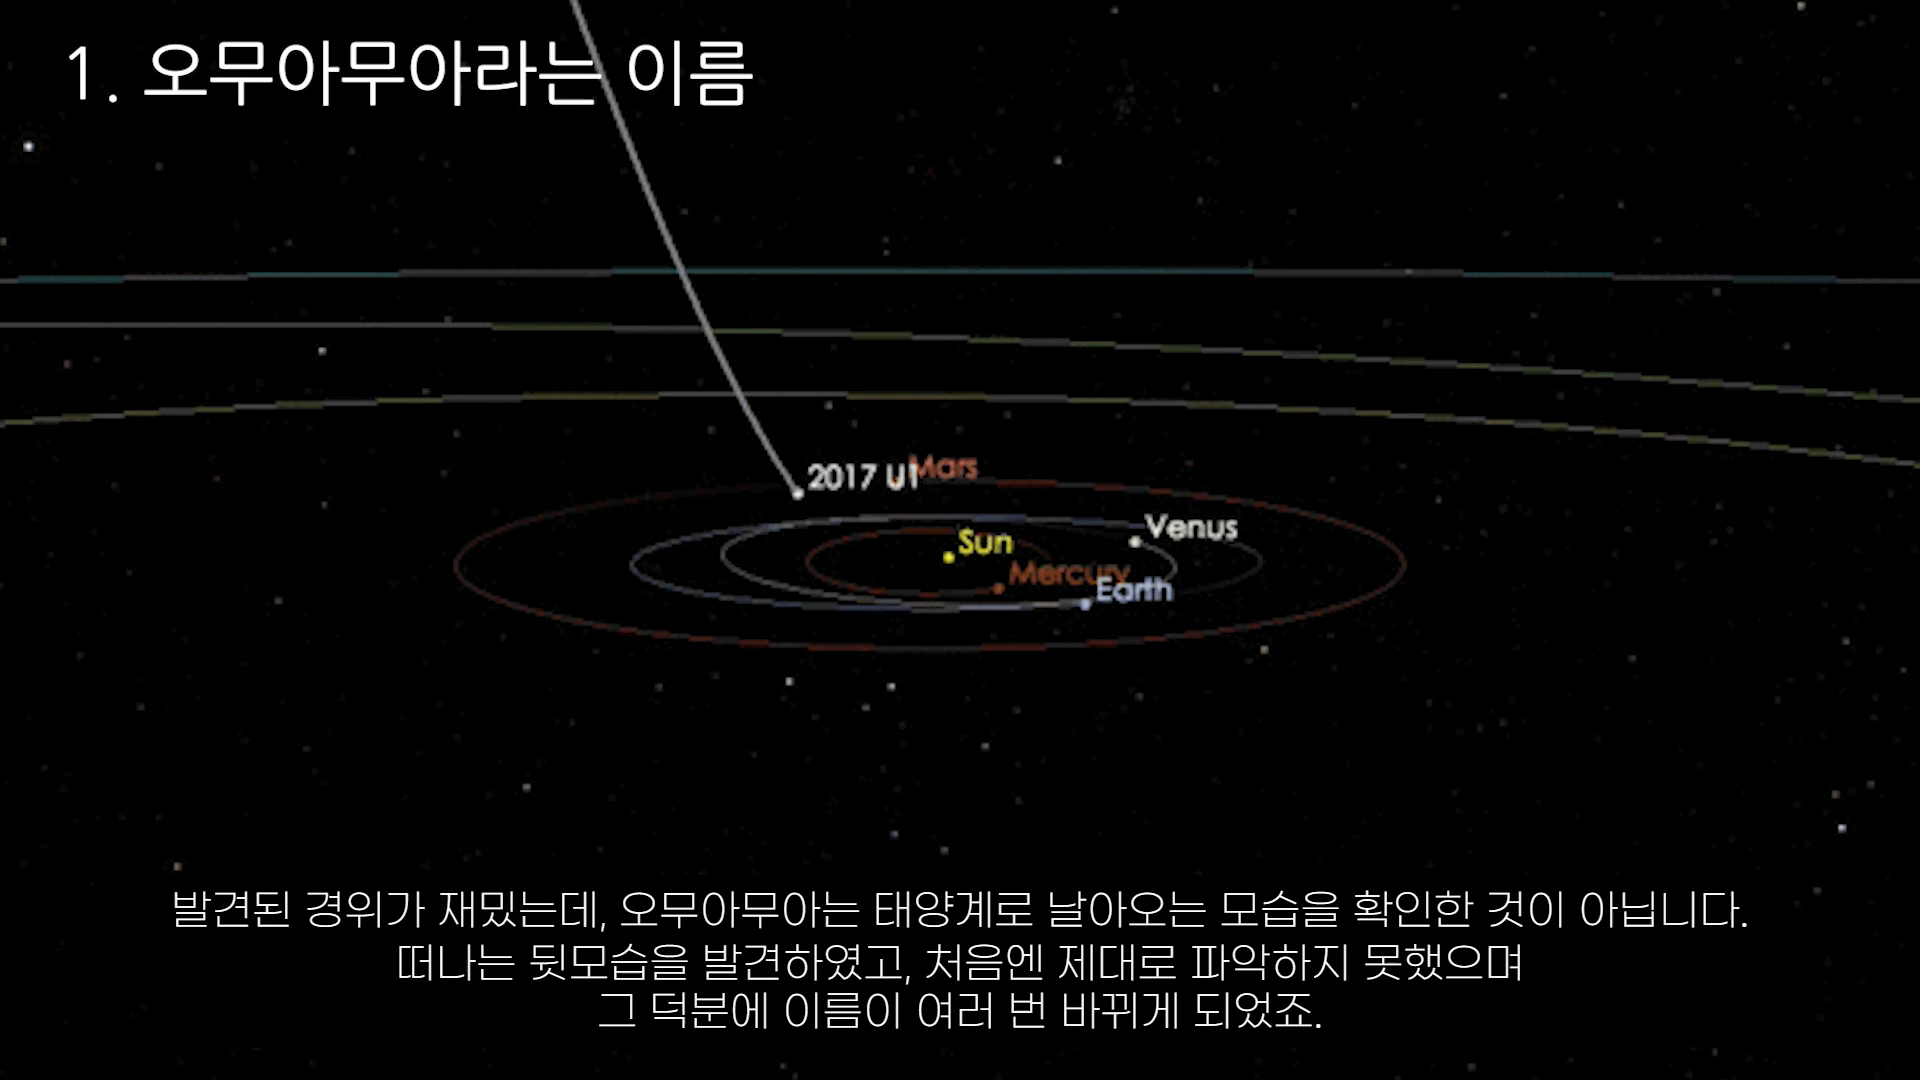 1. 오무아무아라는 이름
2017 U1
Mars
Venus
Sun
Mercury
Earth
발견된 경위가 재밌는데, 오무아무아는 태양계로 날아오는 모습을 확인한 것이 아닙니다.
떠나는 뒷모습을 발견하였고, 처음엔 제대로 파악하지 못했으며
그 덕분에 이름이 여러 번 바뀌게 되었죠.